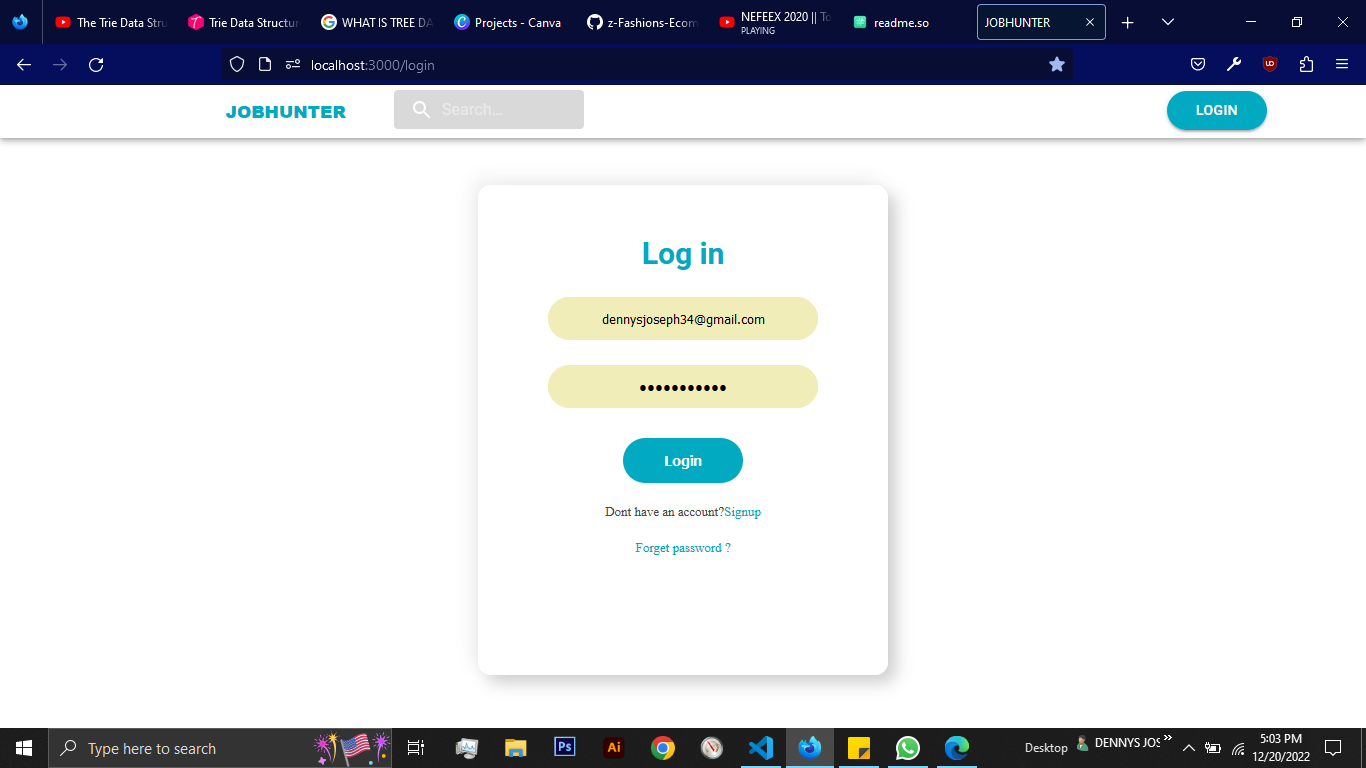 The Trie Data Stru
Trie Data Structur
WHAT IS TREE DA
Projects - Canva
z-Fashions-Ecom
NEFEEX 2020 || To
PLAYING
readme.so
JOBHUNTER
localhost:3000/login
JOBHUNTER
Search...
LOGIN
Log in
dennysjoseph34@gmail.com
•••••••••••
Login
Dont have an account?Signup
Forget password ?
Type here to search
Ps
Ai
Desktop
DENNYS JOS
5:03 PM
12/20/2022